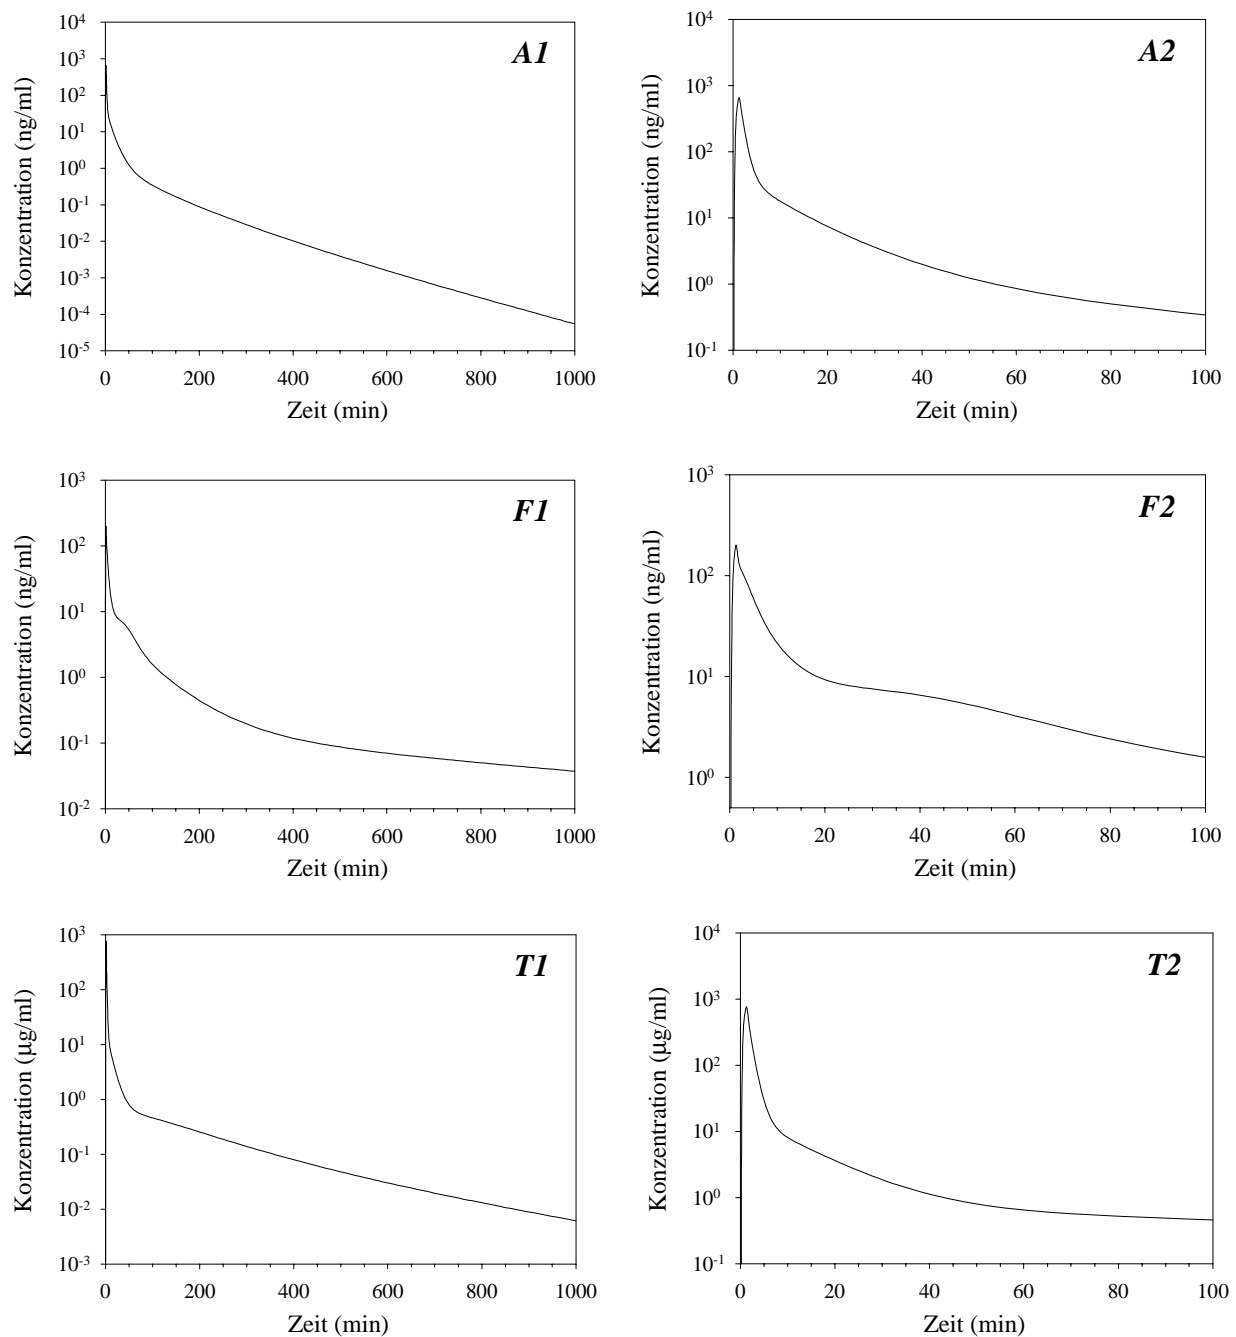 A1
Konzentration (ng/ml)
10⁴
10³
10²
10¹
10⁰
10⁻¹
10⁻²
10⁻³
10⁻⁴
10⁻⁵
0 200 400 600 800 1000
Zeit (min)
A2
Konzentration (ng/ml)
10⁴
10³
10²
10¹
10⁰
10⁻¹
0 20 40 60 80 100
Zeit (min)
F1
Konzentration (ng/ml)
10³
10²
10¹
10⁰
10⁻¹
10⁻²
0 200 400 600 800 1000
Zeit (min)
F2
Konzentration (ng/ml)
10³
10²
10¹
10⁰
0 20 40 60 80 100
Zeit (min)
T1
Konzentration (μg/ml)
10³
10²
10¹
10⁰
10⁻¹
10⁻²
10⁻³
0 200 400 600 800 1000
Zeit (min)
T2
Konzentration (μg/ml)
10⁴
10³
10²
10¹
10⁰
10⁻¹
0 20 40 60 80 100
Zeit (min)